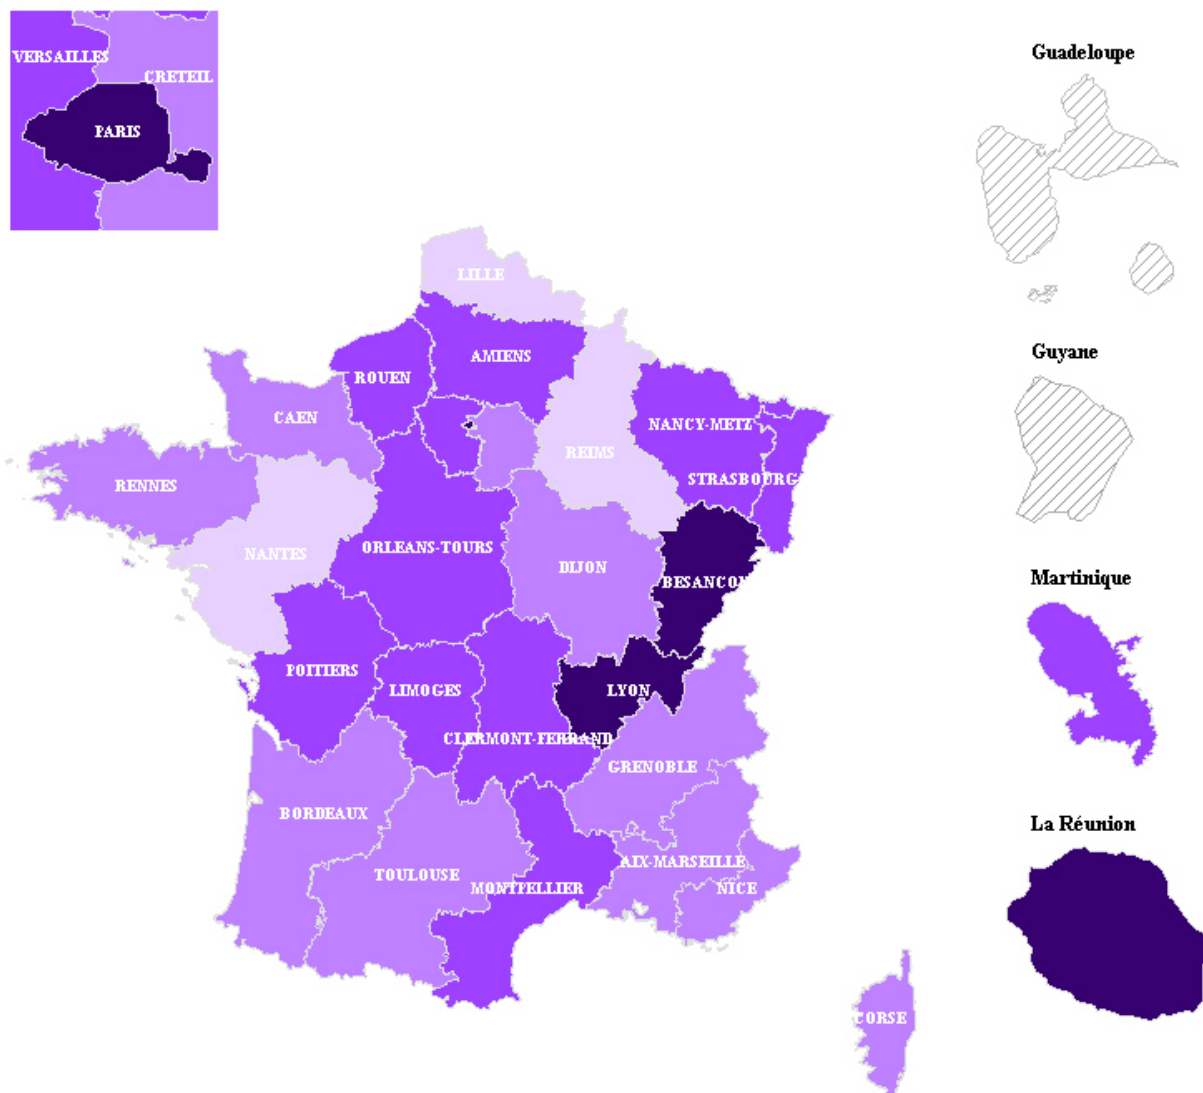 VERSAILLES
CRETEIL
PARIS
Guadeloupe
LILLE
Guyane
AMIENS
ROUEN
CAEN
NANCY-METZ
REIMS
STRASBOURG
RENNES
ORLEANS-TOURS
NANTES
DIJON
BESANCON
Martinique
POITIERS
LIMOGES
LYON
CLERMONT-FERRAND
GRENOBLE
BORDEAUX
La Réunion
AIX-MARSEILLE
TOULOUSE
MONTPELLIER
NICE
CORSE